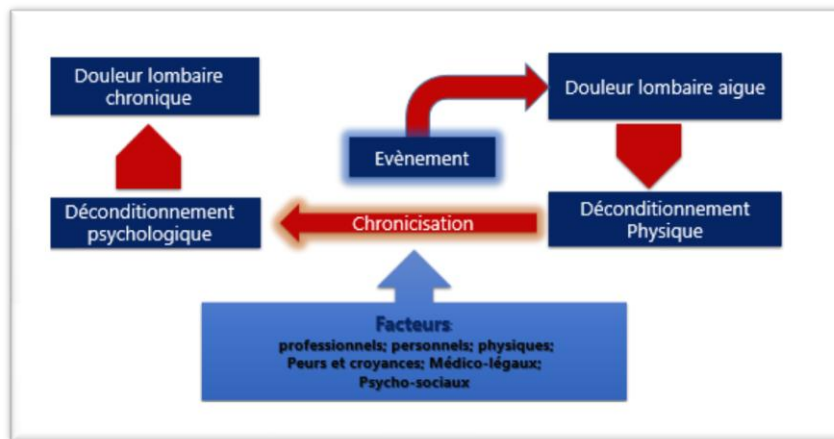 Douleur lombaire
chronique
Douleur lombaire aigue
Evènement
Déconditionnement
psychologique
Chronicisation
Déconditionnement
Physique
Facteurs:
professionnels; personnels; physiques;
Peurs et croyances; Médico-légaux;
Psycho-sociaux